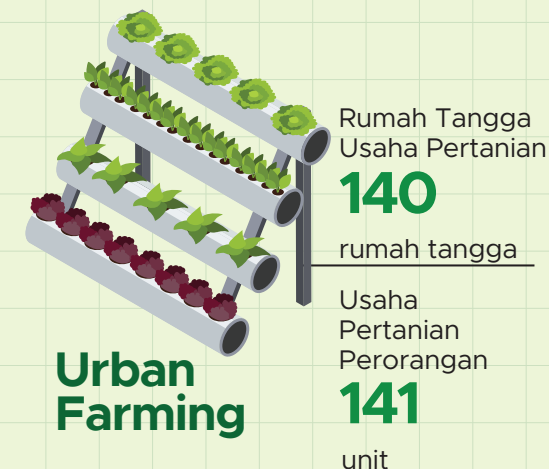 Rumah Tangga
Usaha Pertanian
140
rumah tangga
Usaha
Pertanian
Perorangan
141
unit
Urban
Farming